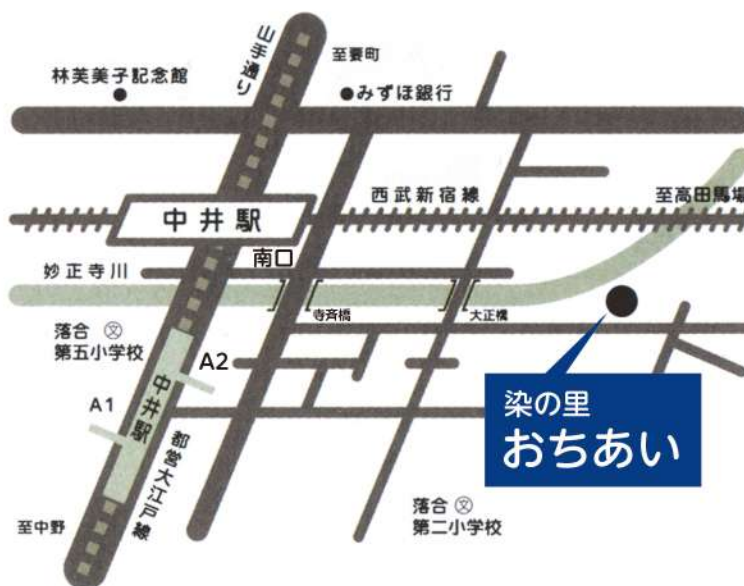 山手通り
至要町
林芙美子記念館
みずほ銀行
中井駅
西武新宿線
至高田馬場
南口
妙正寺川
寺斉橋
大正橋
落合 文
第五小学校
A2
A1
中井駅
都営大江戸線
染の里
おちあい
落合 文
第二小学校
至中野